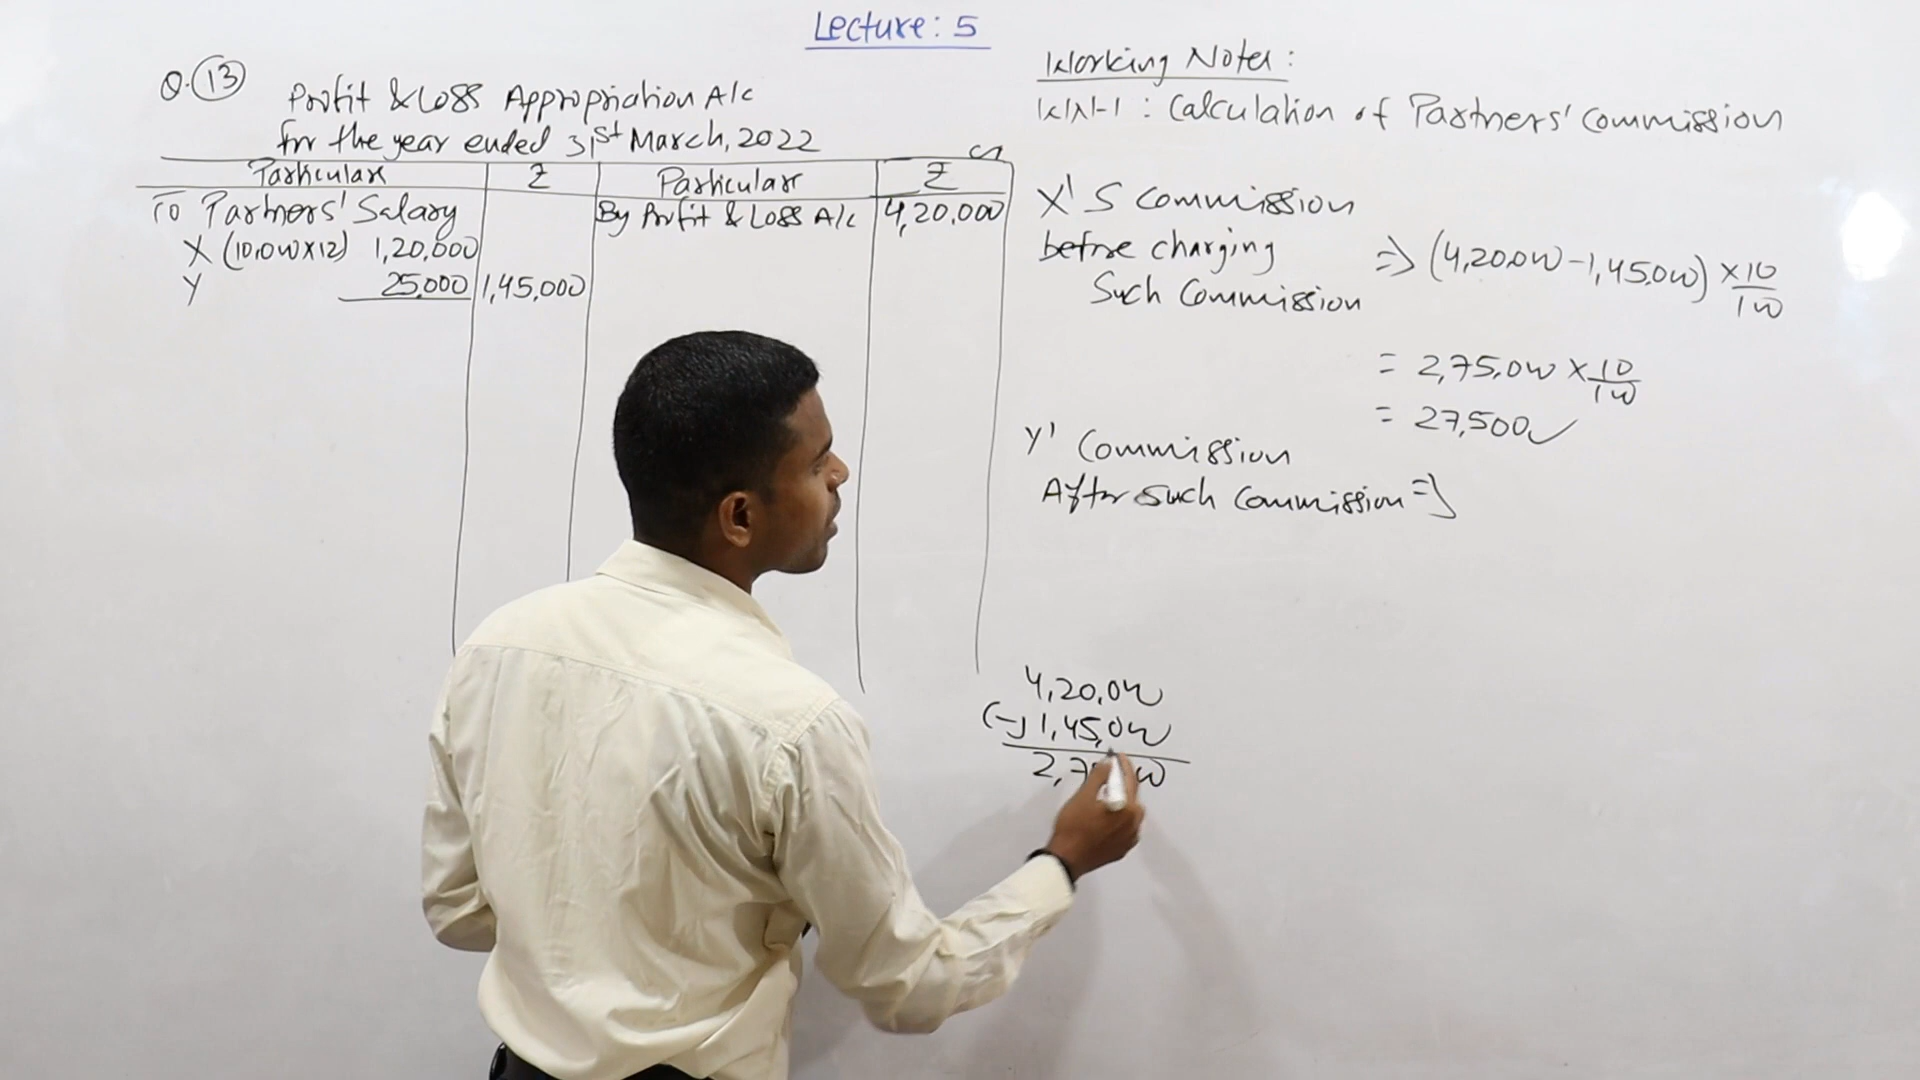 Lecture: 5
Q. 13
Profit & Loss Appropriation A/c
for the year ended 31st March, 2022
Cr
Particulars ₹ Particulars ₹
To Partners' Salary By Profit & Loss A/c 4,20,000
X (10,000×12) 1,20,000
Y 25,000 1,45,000
Working Notes:
W.N-1 : Calculation of Partners' Commission
X'S Commission
before charging
Such Commission => (4,20,000-1,45,000) × 10/100
= 2,75,000 × 10/100
= 27,500 ✓
Y' Commission
After Such Commission =>
4,20,000
(-) 1,45,000